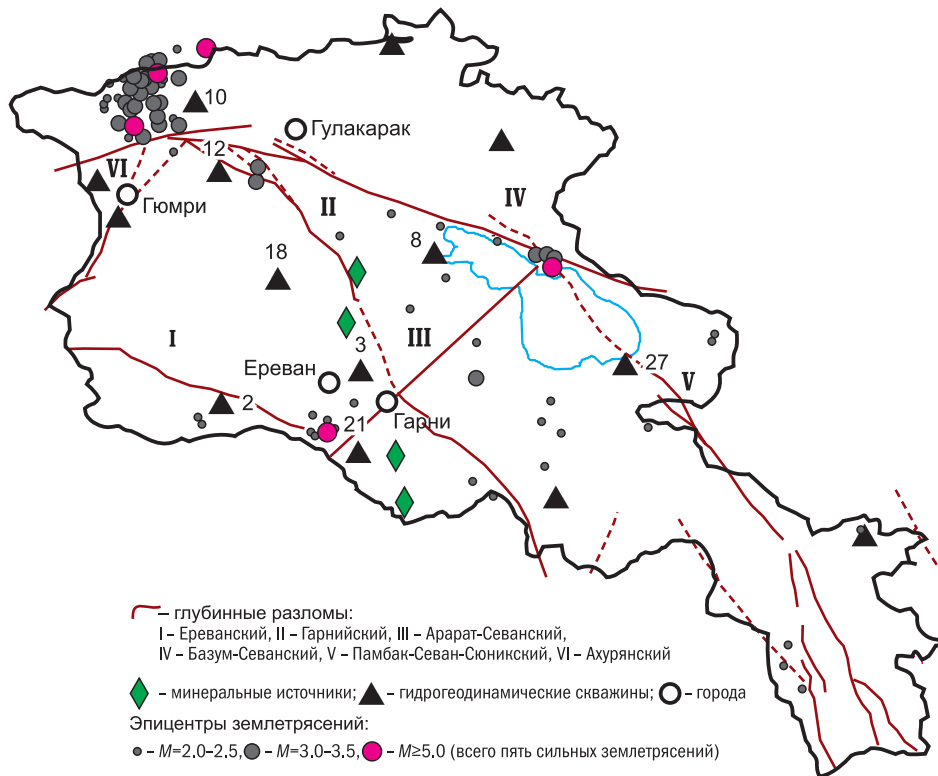 10
Гулакарак
12
VI
II
IV
Гюмри
8
18
III
I
3
Ереван
27
V
2
21
Гарни
– глубинные разломы:
I – Ереванский, II – Гарнийский, III – Арарат-Севанский,
IV – Базум-Севанский, V – Памбак-Севан-Сюникский, VI – Ахурянский
– минеральные источники; – гидрогеодинамические скважины; – города
Эпицентры землетрясений:
– M=2.0–2.5, – M=3.0–3.5, – M≥5.0 (всего пять сильных землетрясений)